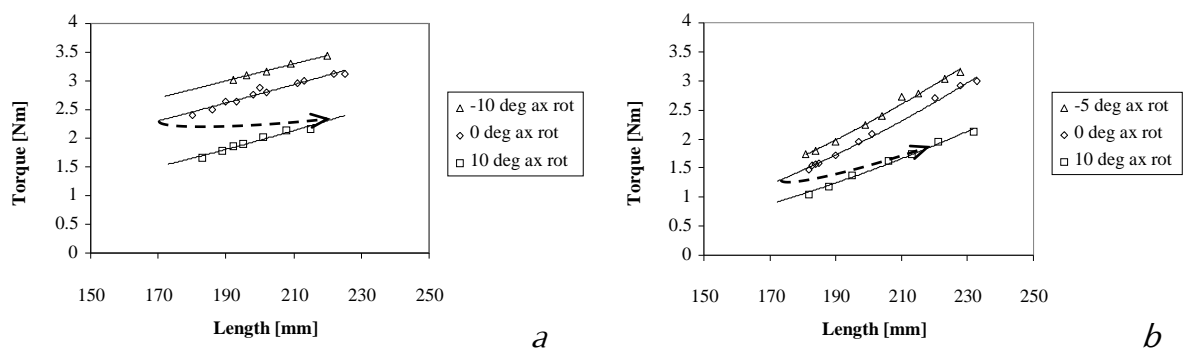 4
3.5
3
2.5
2
1.5
1
0.5
0
Torque [Nm]
150 170 190 210 230 250
Length [mm]
-10 deg ax rot
0 deg ax rot
10 deg ax rot
a
4
3.5
3
2.5
2
1.5
1
0.5
0
Torque [Nm]
150 170 190 210 230 250
Length [mm]
-5 deg ax rot
0 deg ax rot
10 deg ax rot
b